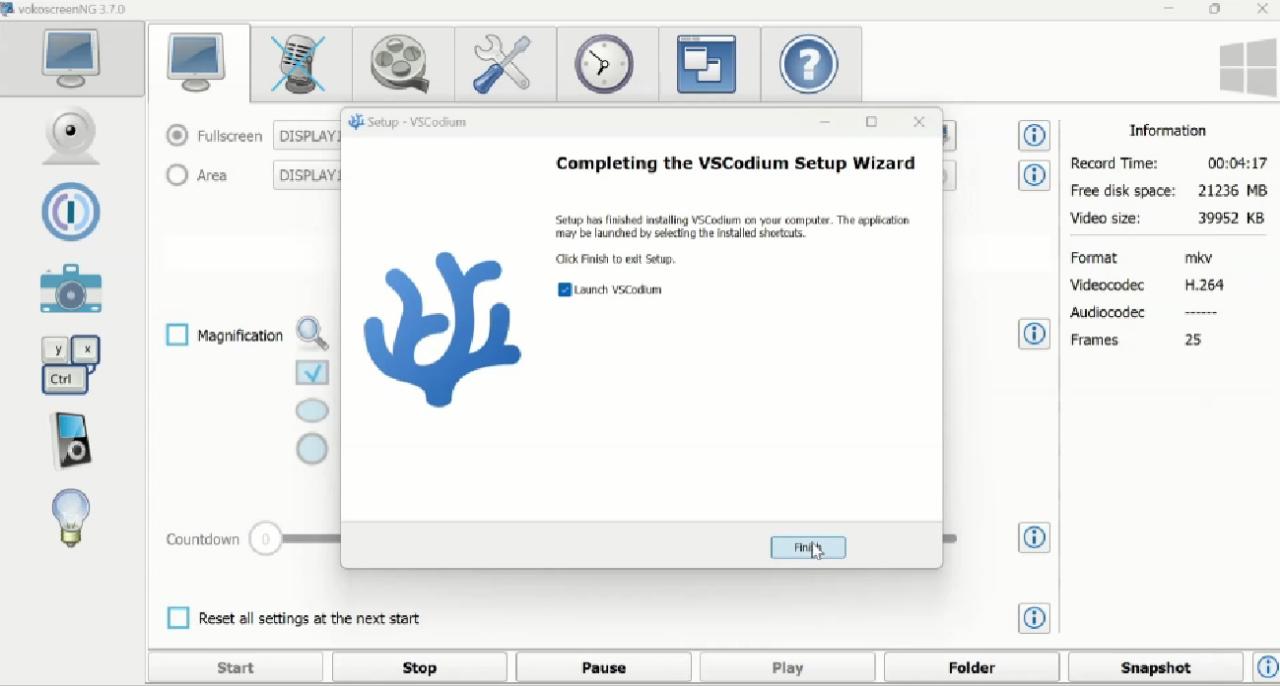 vokoscreenNG 3.7.0
Fullscreen
DISPLAY1
Area
DISPLAY1
Magnification
y
x
Ctrl
Countdown
0
Reset all settings at the next start
Setup - VSCodium
Completing the VSCodium Setup Wizard
Setup has finished installing VSCodium on your computer. The application
may be launched by selecting the installed shortcuts.
Click Finish to exit Setup.
Launch VSCodium
Information
Record Time: 00:04:17
Free disk space: 21236 MB
Video size: 39952 KB
Format mkv
Videocodec H.264
Audiocodec ------
Frames 25
Start
Stop
Pause
Play
Folder
Snapshot